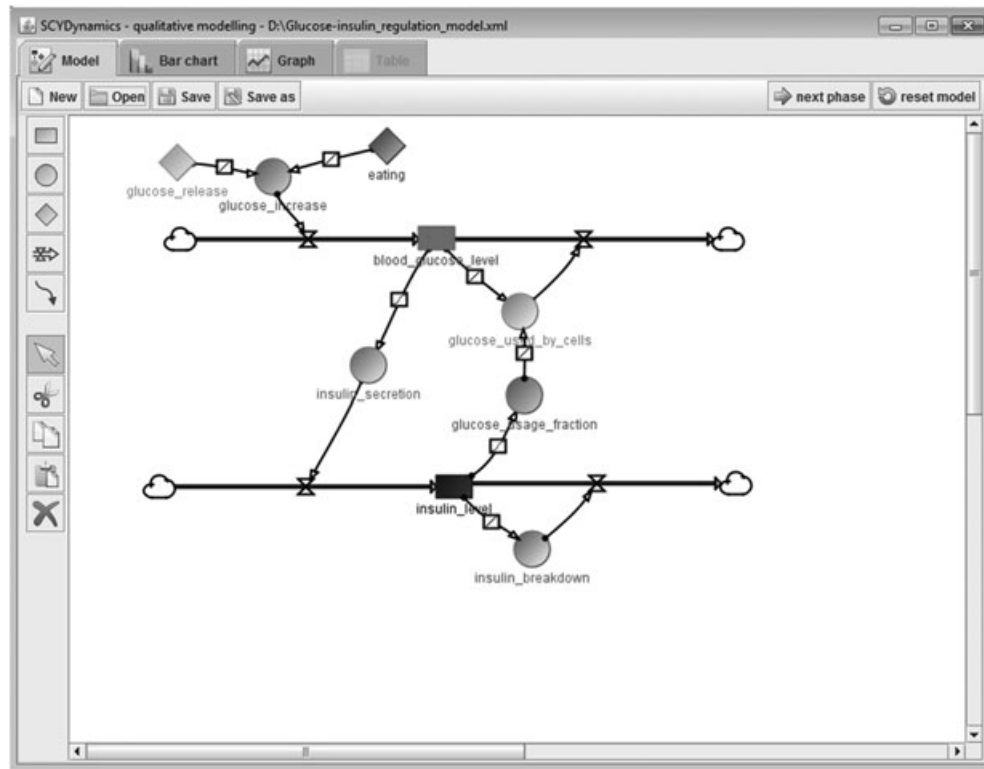 SCYDynamics - qualitative modelling - D:\Glucose-insulin_regulation_model.xml
Model Bar chart Graph Table
New Open Save Save as next phase reset model
eating
glucose_release
glucose_increase
blood_glucose_level
glucose_used_by_cells
insulin_secretion
glucose_usage_fraction
insulin_level
insulin_breakdown